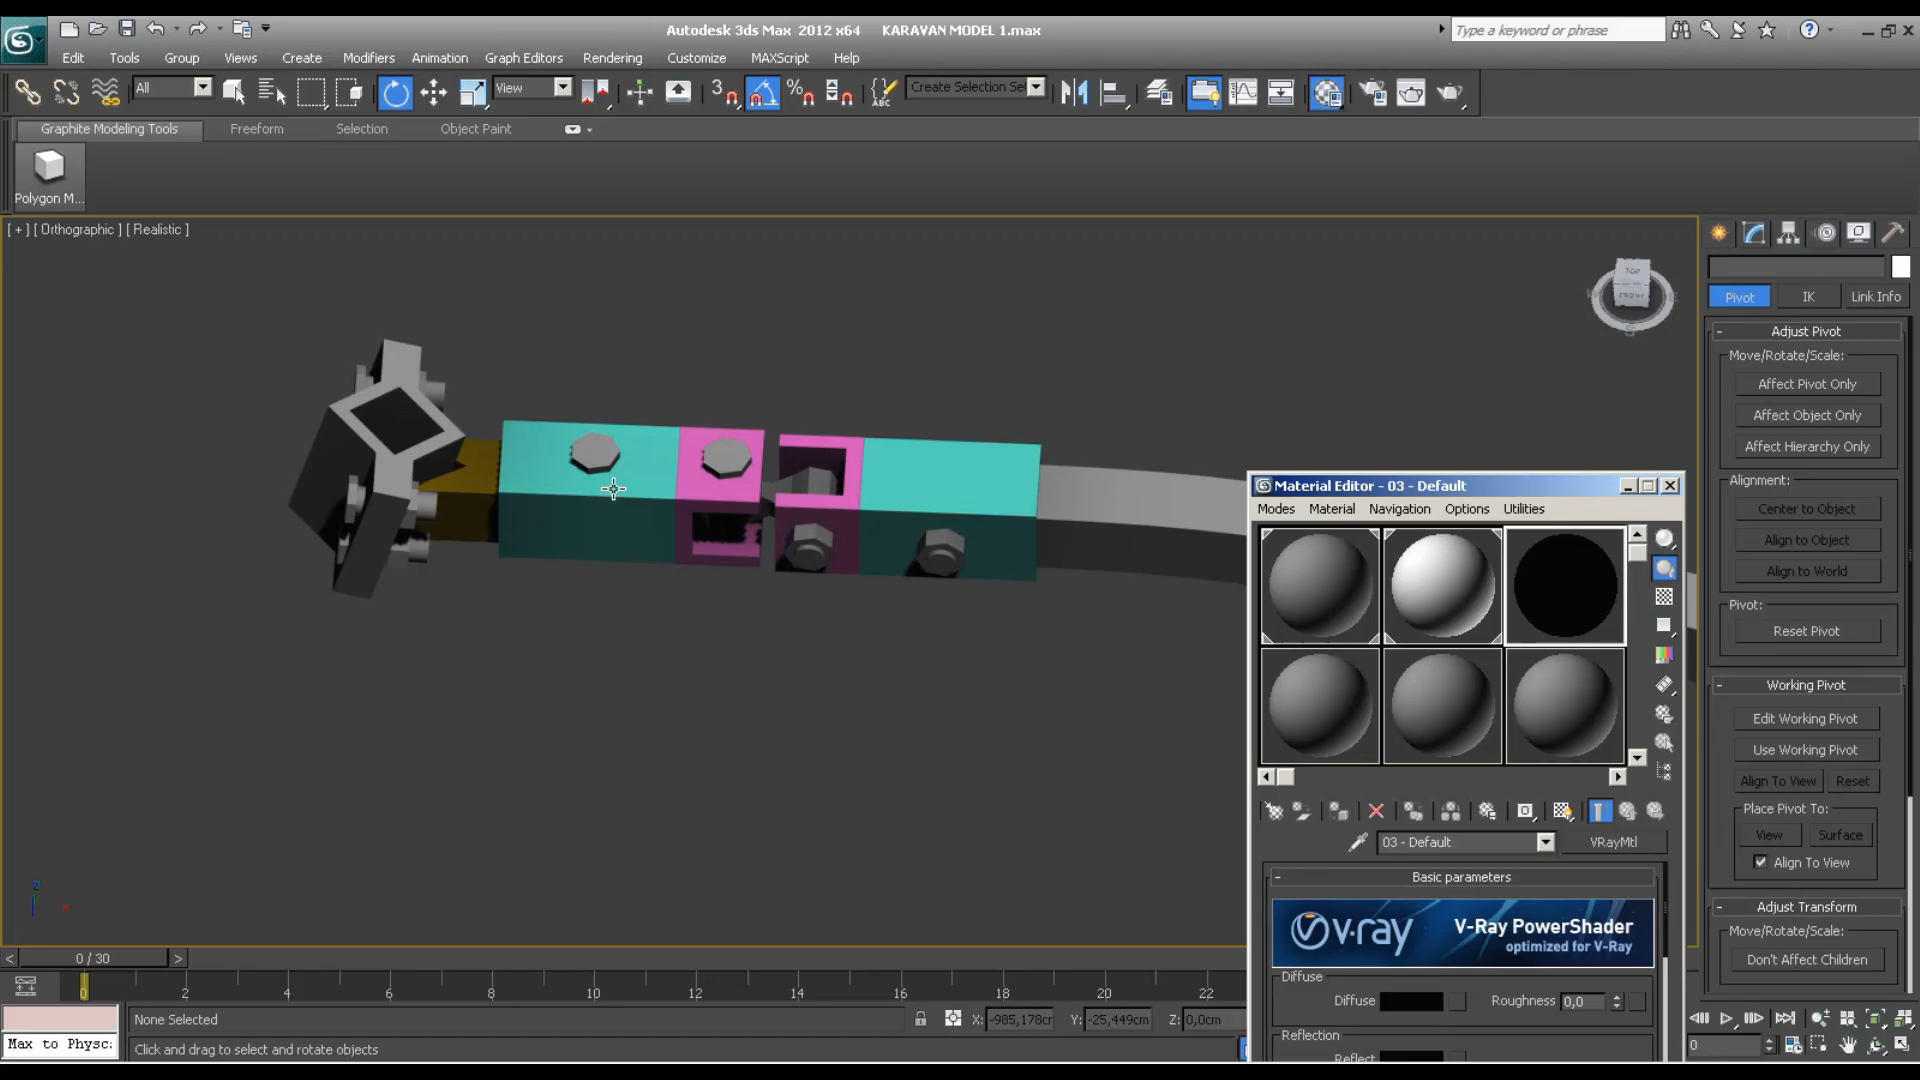 Autodesk 3ds Max 2012 x64 KARAVAN MODEL 1.max
Type a keyword or phrase
Edit Tools Group Views Create Modifiers Animation Graph Editors Rendering Customize MAXScript Help
All View Create Selection Se
Graphite Modeling Tools Freeform Selection Object Paint
Polygon M...
[ + ] [ Orthographic ] [ Realistic ]
TOP
FRONT
Pivot IK Link Info
Adjust Pivot
Move/Rotate/Scale:
Affect Pivot Only
Affect Object Only
Affect Hierarchy Only
Alignment:
Center to Object
Align to Object
Align to World
Pivot:
Reset Pivot
Working Pivot
Edit Working Pivot
Use Working Pivot
Align To View Reset
Place Pivot To:
View Surface
Align To View
Adjust Transform
Move/Rotate/Scale:
Don't Affect Children
Material Editor - 03 - Default
Modes Material Navigation Options Utilities
03 - Default VRayMtl
Basic parameters
v·ray V-Ray PowerShader
optimized for V-Ray
Diffuse
Diffuse Roughness 0,0
Reflection
Reflect
z
x
0 / 30
0 2 4 6 8 10 12 14 16 18 20 22
None Selected X: -985,178cr Y: -25,449cm Z: 0,0cm
Max to Physc: Click and drag to select and rotate objects
0